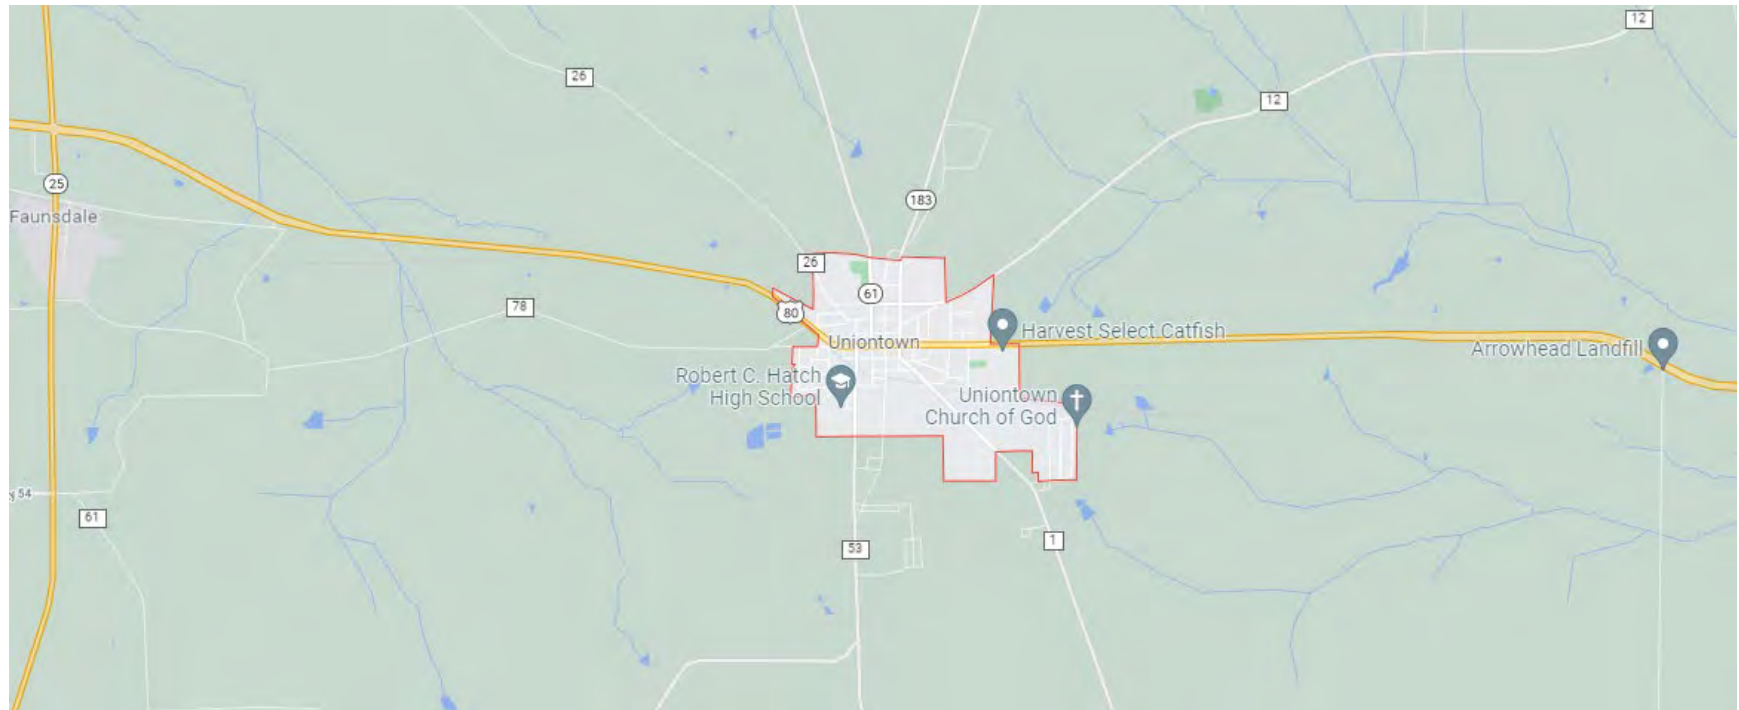 12
26
12
25
183
Faunsdale
26
61
78
80
Harvest Select Catfish
Uniontown
Arrowhead Landfill
Robert C. Hatch
High School
Uniontown
Church of God
54
61
53
1